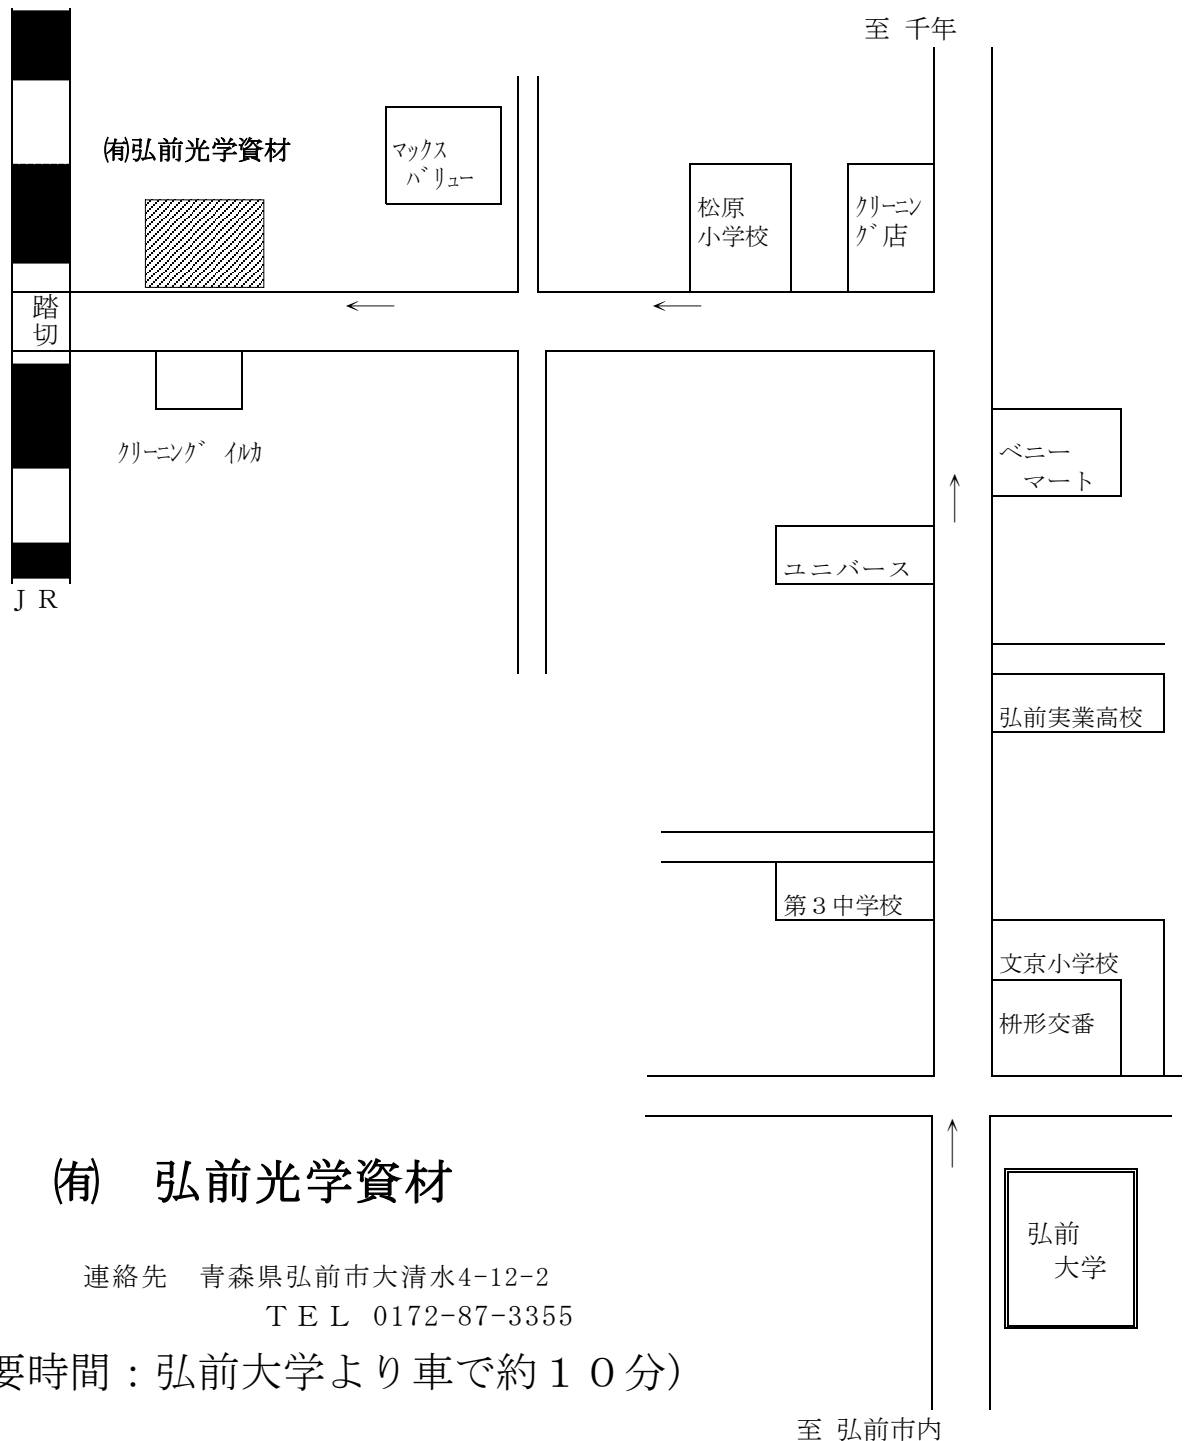 至 千年
㈲弘前光学資材
マックス
バリュー
松原
小学校
クリーニン
グ店
踏
切
クリーニング イルカ
ベニー
マート
ユニバース
ＪＲ
弘前実業高校
第３中学校
文京小学校
枡形交番
㈲　弘前光学資材
弘前
大学
連絡先　青森県弘前市大清水4-12-2
ＴＥＬ 0172-87-3355
要時間：弘前大学より車で約１０分）
至 弘前市内